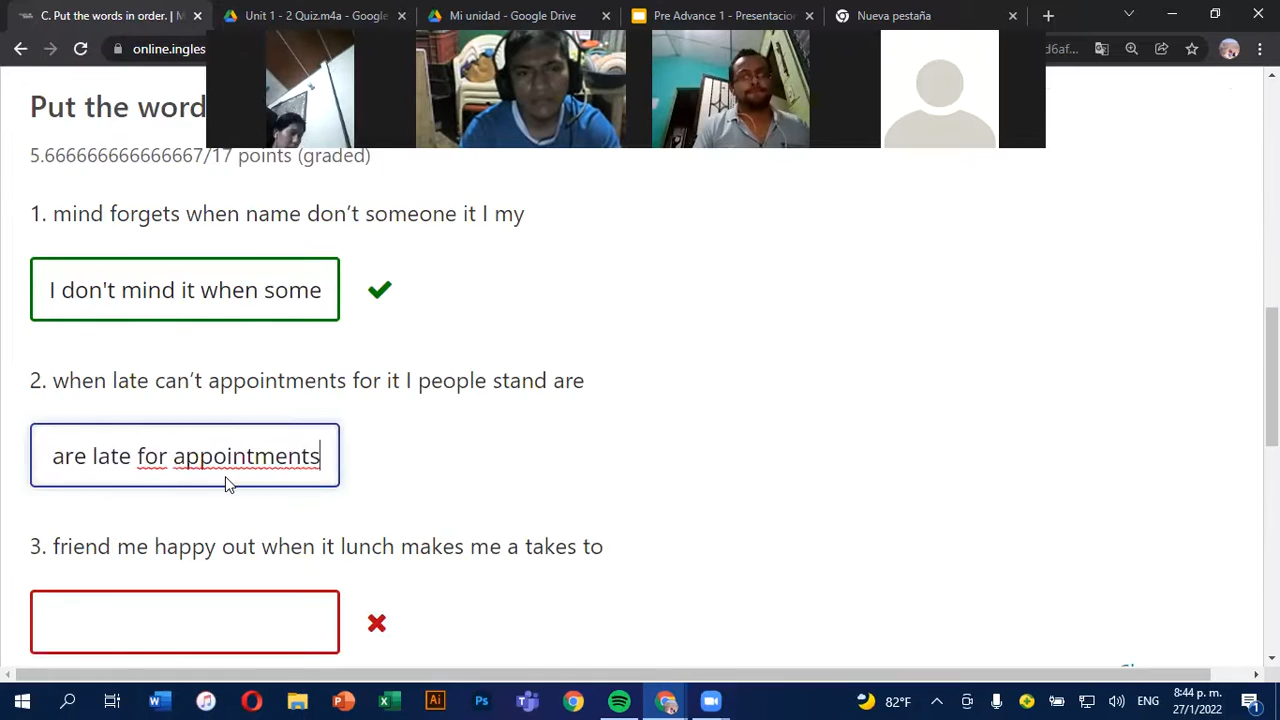 C. Put the words in order. |
Unit 1 - 2 Quiz.m4a - Google
Mi unidad - Google Drive
Pre Advance 1 - Presentacion
Nueva pestaña
online.ingles
d6af...
Put the word
5.666666666666667/17 points (graded)
1. mind forgets when name don’t someone it I my
I don't mind it when some
2. when late can’t appointments for it I people stand are
are late for appointments
3. friend me happy out when it lunch makes me a takes to
82°F
ENG
8:44 p. m.
27/1/2022
1